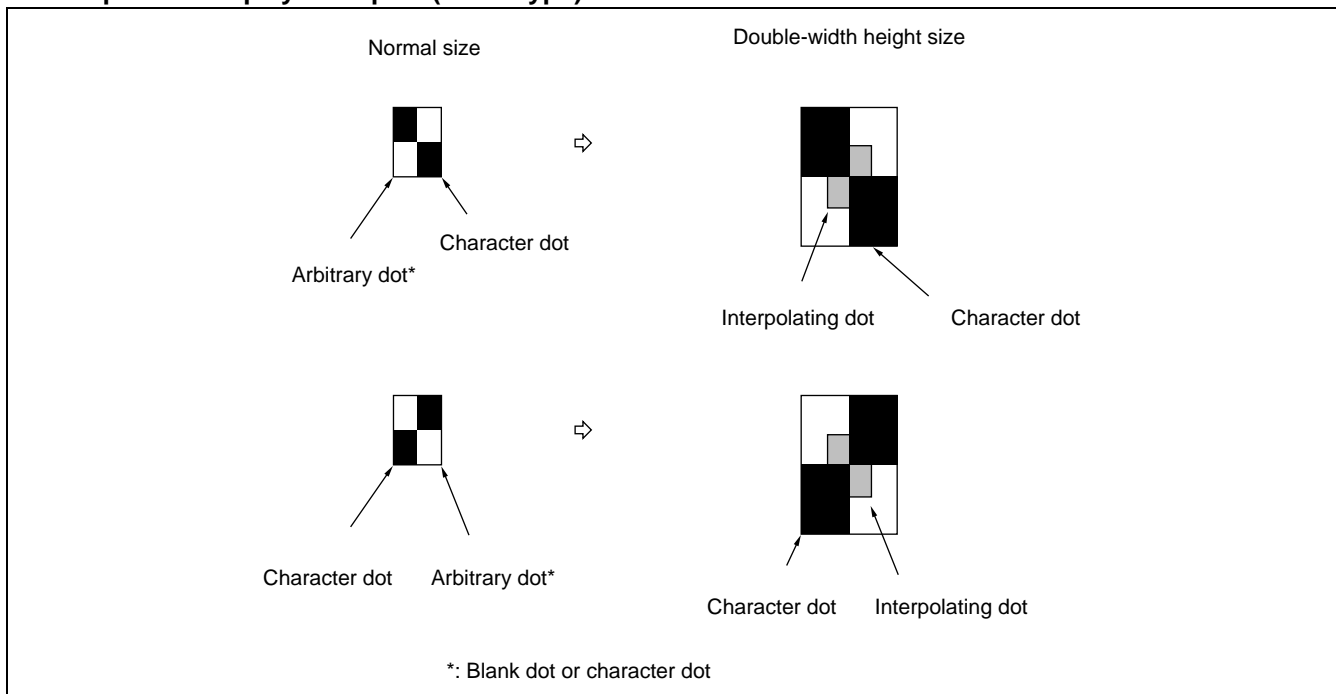 Normal size
Double-width height size
Character dot
Arbitrary dot*
Interpolating dot
Character dot
Character dot
Arbitrary dot*
Character dot
Interpolating dot
*: Blank dot or character dot